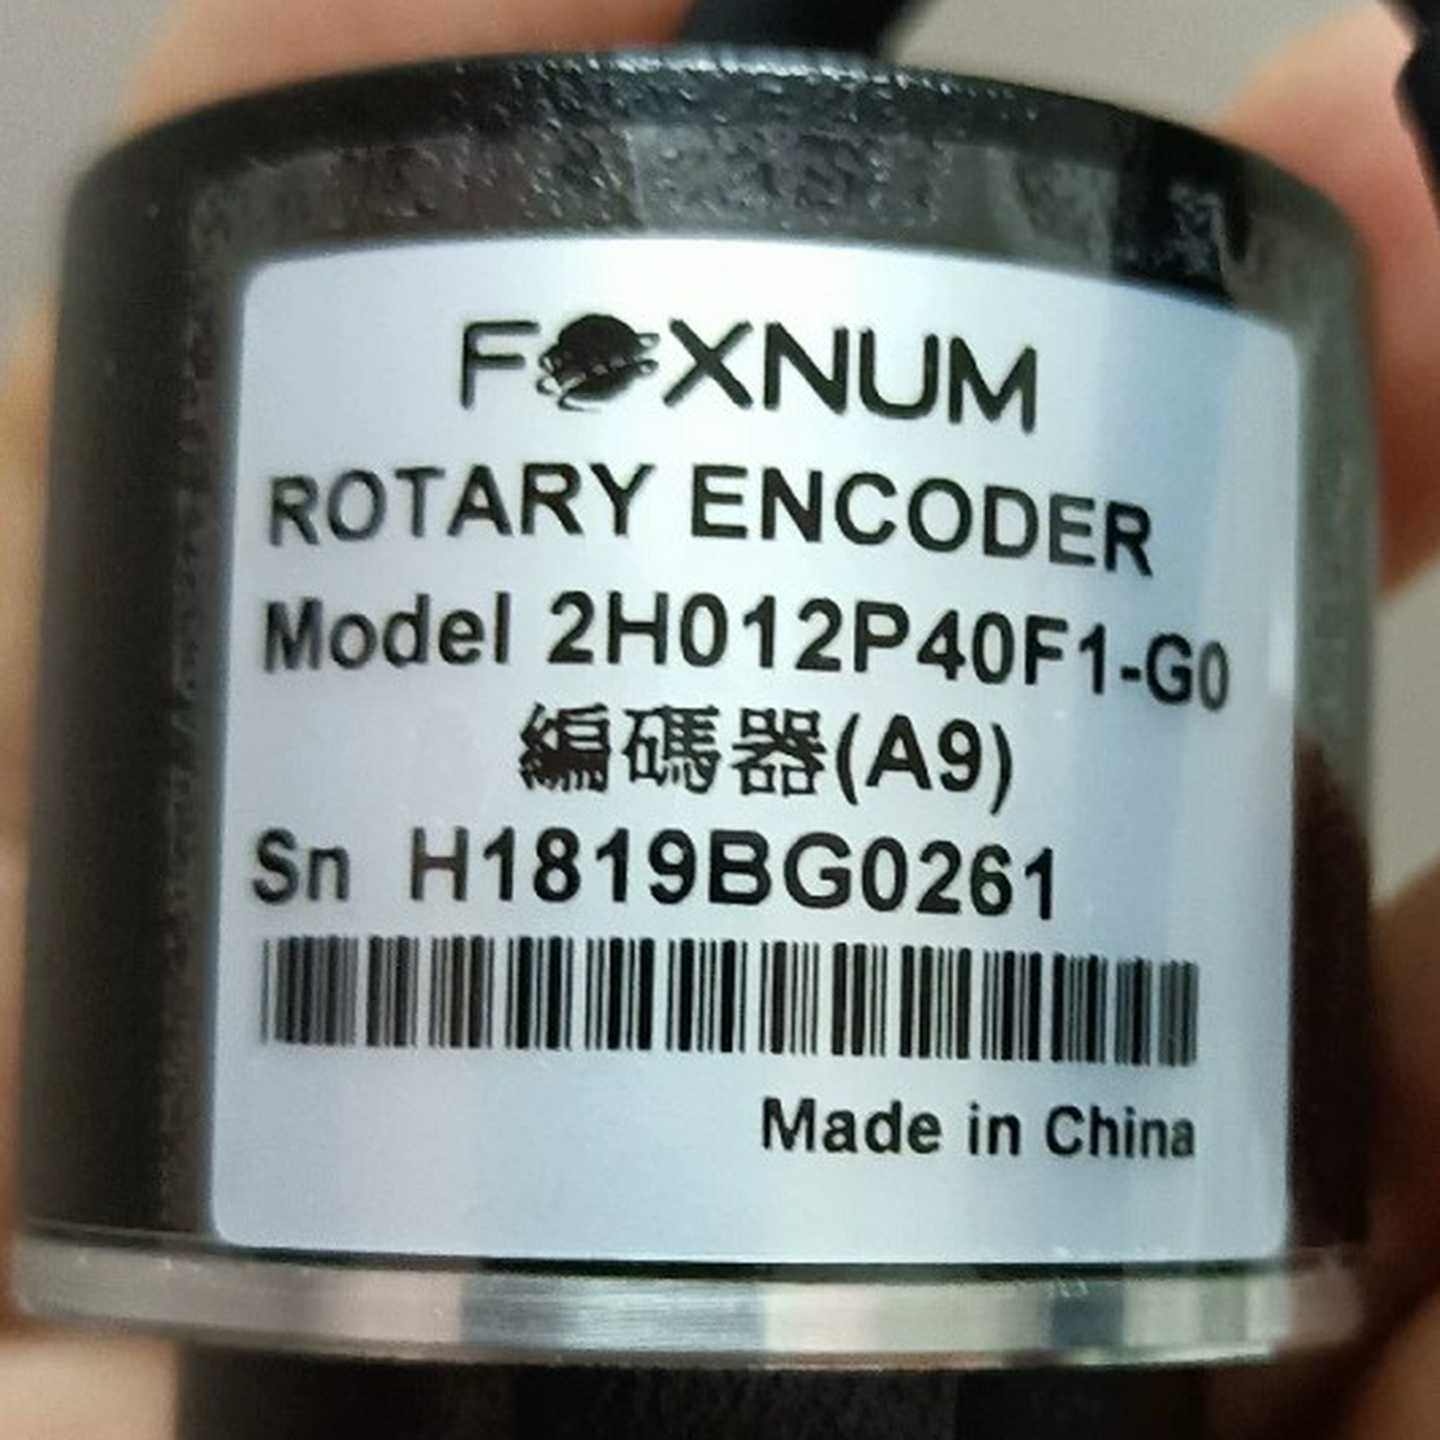 FOXNUM
ROTARY ENCODER
Model 2H012P40F1-G0
編碼器(A9)
Sn H1819BG0261
Made in China